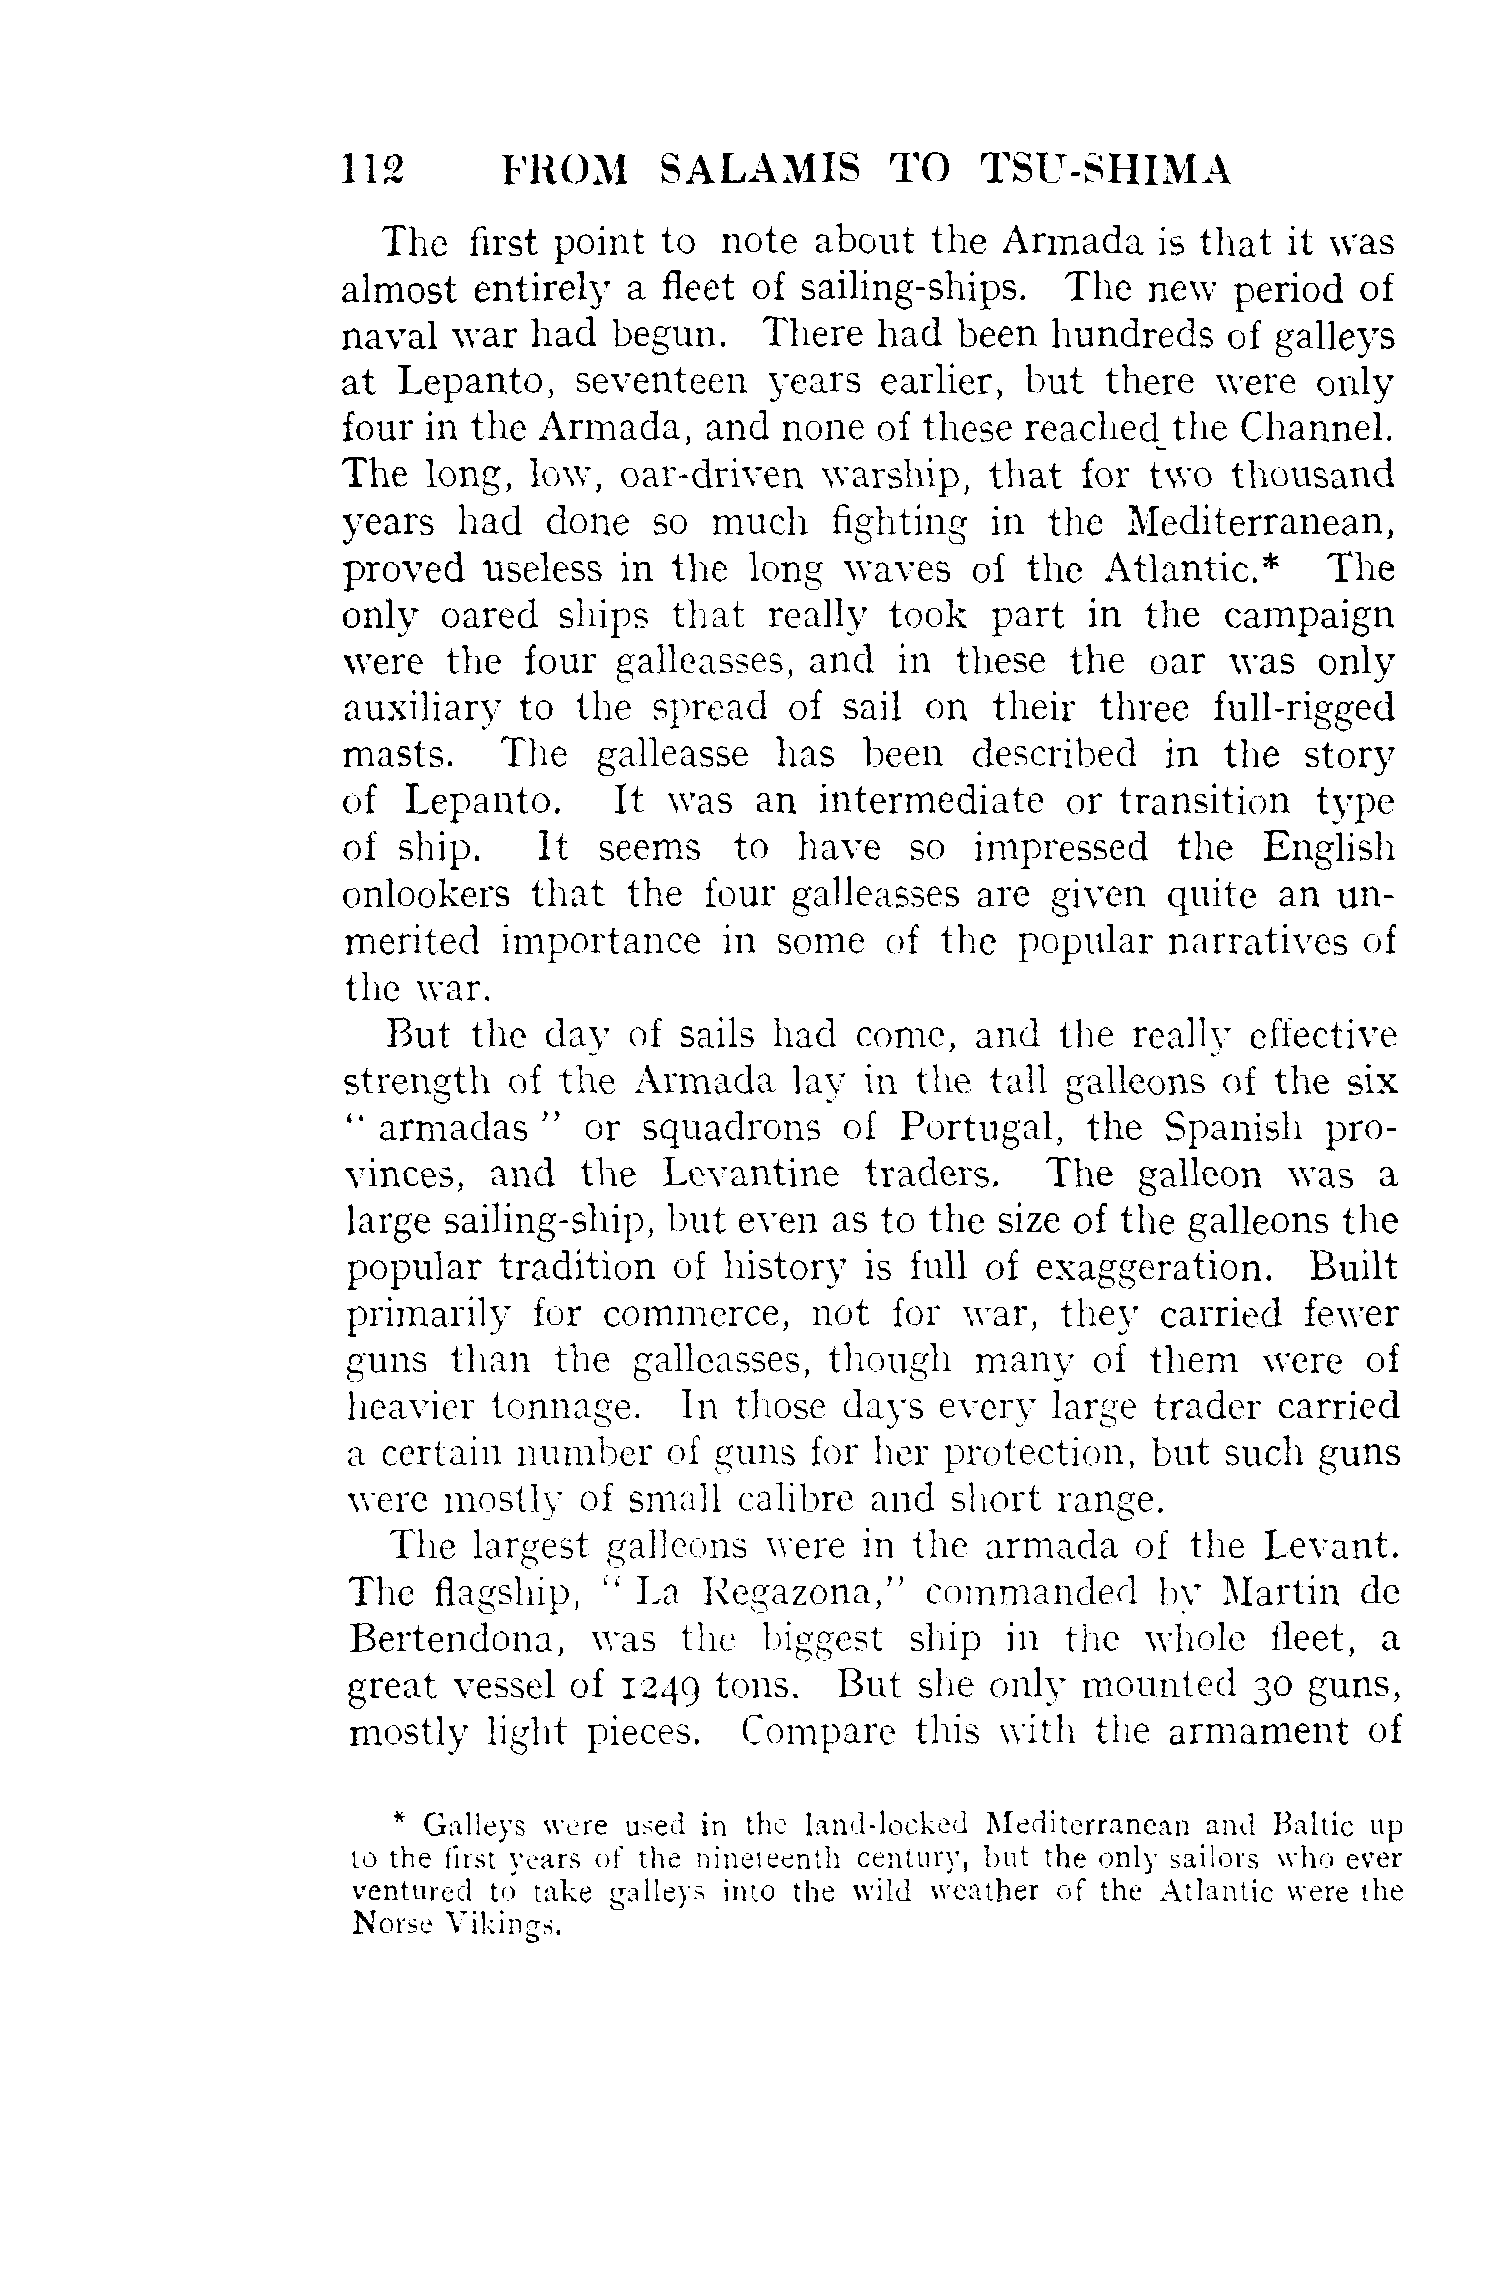 112 FROM SALAMIS TO TSU-SHIMA
The first point to note about the Armada is that it was
almost entirely a fleet of sailing-ships. The new period of
naval war had begun. There had been hundreds of galleys
at Lepanto, seventeen years earlier, but there were only
four in the Armada, and none of these reached the Channel.
The long, low, oar-driven warship, that for two thousand
years had done so much fighting in the Mediterranean,
proved useless in the long waves of the Atlantic.* The
only oared ships that really took part in the campaign
were the four galleasses, and in these the oar was only
auxiliary to the spread of sail on their three full-rigged
masts. The galleasse has been described in the story
of Lepanto. It was an intermediate or transition type
of ship. It seems to have so impressed the English
onlookers that the four galleasses are given quite an un-
merited importance in some of the popular narratives of
the war.
But the day of sails had come, and the really effective
strength of the Armada lay in the tall galleons of the six
" armadas " or squadrons of Portugal, the Spanish pro-
vinces, and the Levantine traders. The galleon was a
large sailing-ship, but even as to the size of the galleons the
popular tradition of history is full of exaggeration. Built
primarily for commerce, not for war, they carried fewer
guns than the galleasses, though many of them were of
heavier tonnage. In those days every large trader carried
a certain number of guns for her protection, but such guns
were mostly of small calibre and short range.
The largest galleons were in the armada of the Levant.
The flagship, " La Regazona," commanded by Martin de
Bertendona, was the biggest ship in the whole fleet, a
great vessel of 1249 tons. But she only mounted 30 guns,
mostly light pieces. Compare this with the armament of
* Galleys were used in the land-locked Mediterranean and Baltic up
to the first years of the nineteenth century, but the only sailors who ever
ventured to take galleys into the wild weather of the Atlantic were the
Norse Vikings.